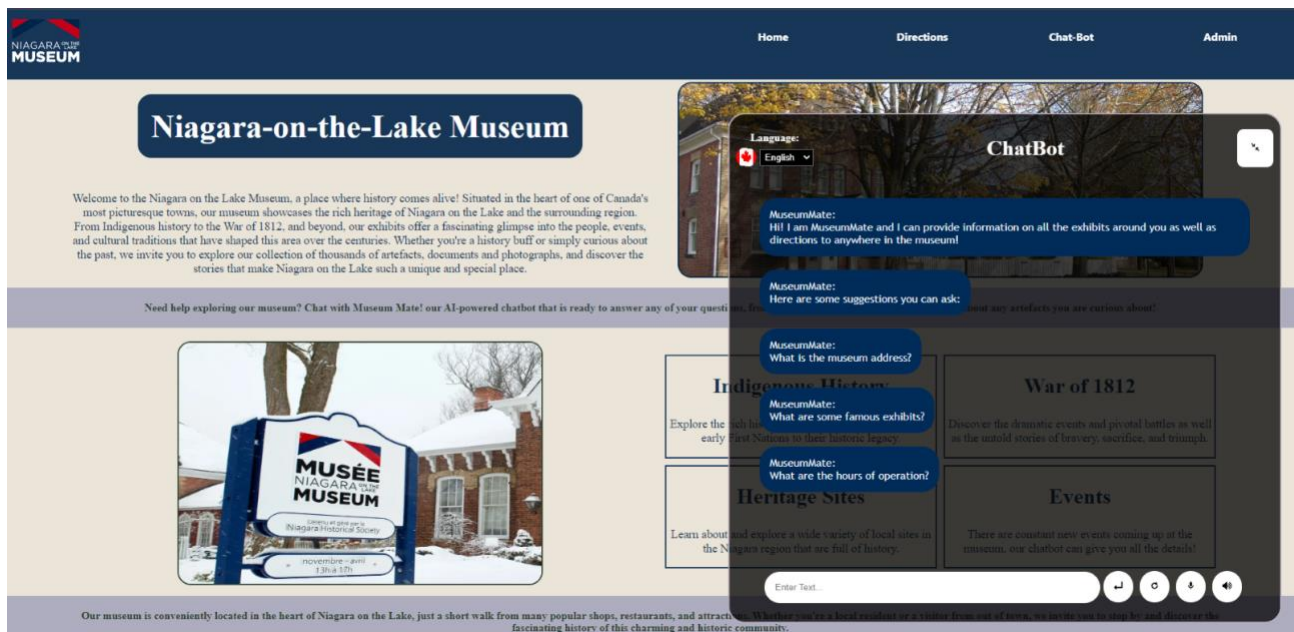 NIAGARA ON THE LAKE
MUSEUM
Home
Directions
Chat-Bot
Admin
Niagara-on-the-Lake Museum
Welcome to the Niagara on the Lake Museum, a place where history comes alive! Situated in the heart of one of Canada's
most picturesque towns, our museum showcases the rich heritage of Niagara on the Lake and the surrounding region.
From Indigenous history to the War of 1812, and beyond, our exhibits offer a fascinating glimpse into the people, events,
and cultural traditions that have shaped this area over the centuries. Whether you're a history buff or simply curious about
the past, we invite you to explore our collection of thousands of artefacts, documents and photographs, and discover the
stories that make Niagara on the Lake such a unique and special place.
Need help exploring our museum? Chat with Museum Mate! our AI-powered chatbot that is ready to answer any of your questi
about any artefacts you are curious about!
MUSÉE
NIAGARA ON THE LAKE
MUSEUM
Niagara Historical Society
novembre - avril
13h à 17h
Indigenous History
Explore the rich
early First Nations to their historic legacy.
War of 1812
Discover the dramatic events and pivotal battles as well
as the untold stories of bravery, sacrifice, and triumph.
Heritage Sites
Learn about and explore a wide variety of local sites in
the Niagara region that are full of history.
Events
There are constant new events coming up at the
museum, our chatbot can give you all the details!
Language:
English
ChatBot
MuseumMate:
Hi! I am MuseumMate and I can provide information on all the exhibits around you as well as
directions to anywhere in the museum!
MuseumMate:
Here are some suggestions you can ask:
MuseumMate:
What is the museum address?
MuseumMate:
What are some famous exhibits?
MuseumMate:
What are the hours of operation?
Enter Text...
Our museum is conveniently located in the heart of Niagara on the Lake, just a short walk from many popular shops, restaurants, and attractions. Whether you're a local resident or a visitor from out of town, we invite you to stop by and discover the
fascinating history of this charming and historic community.